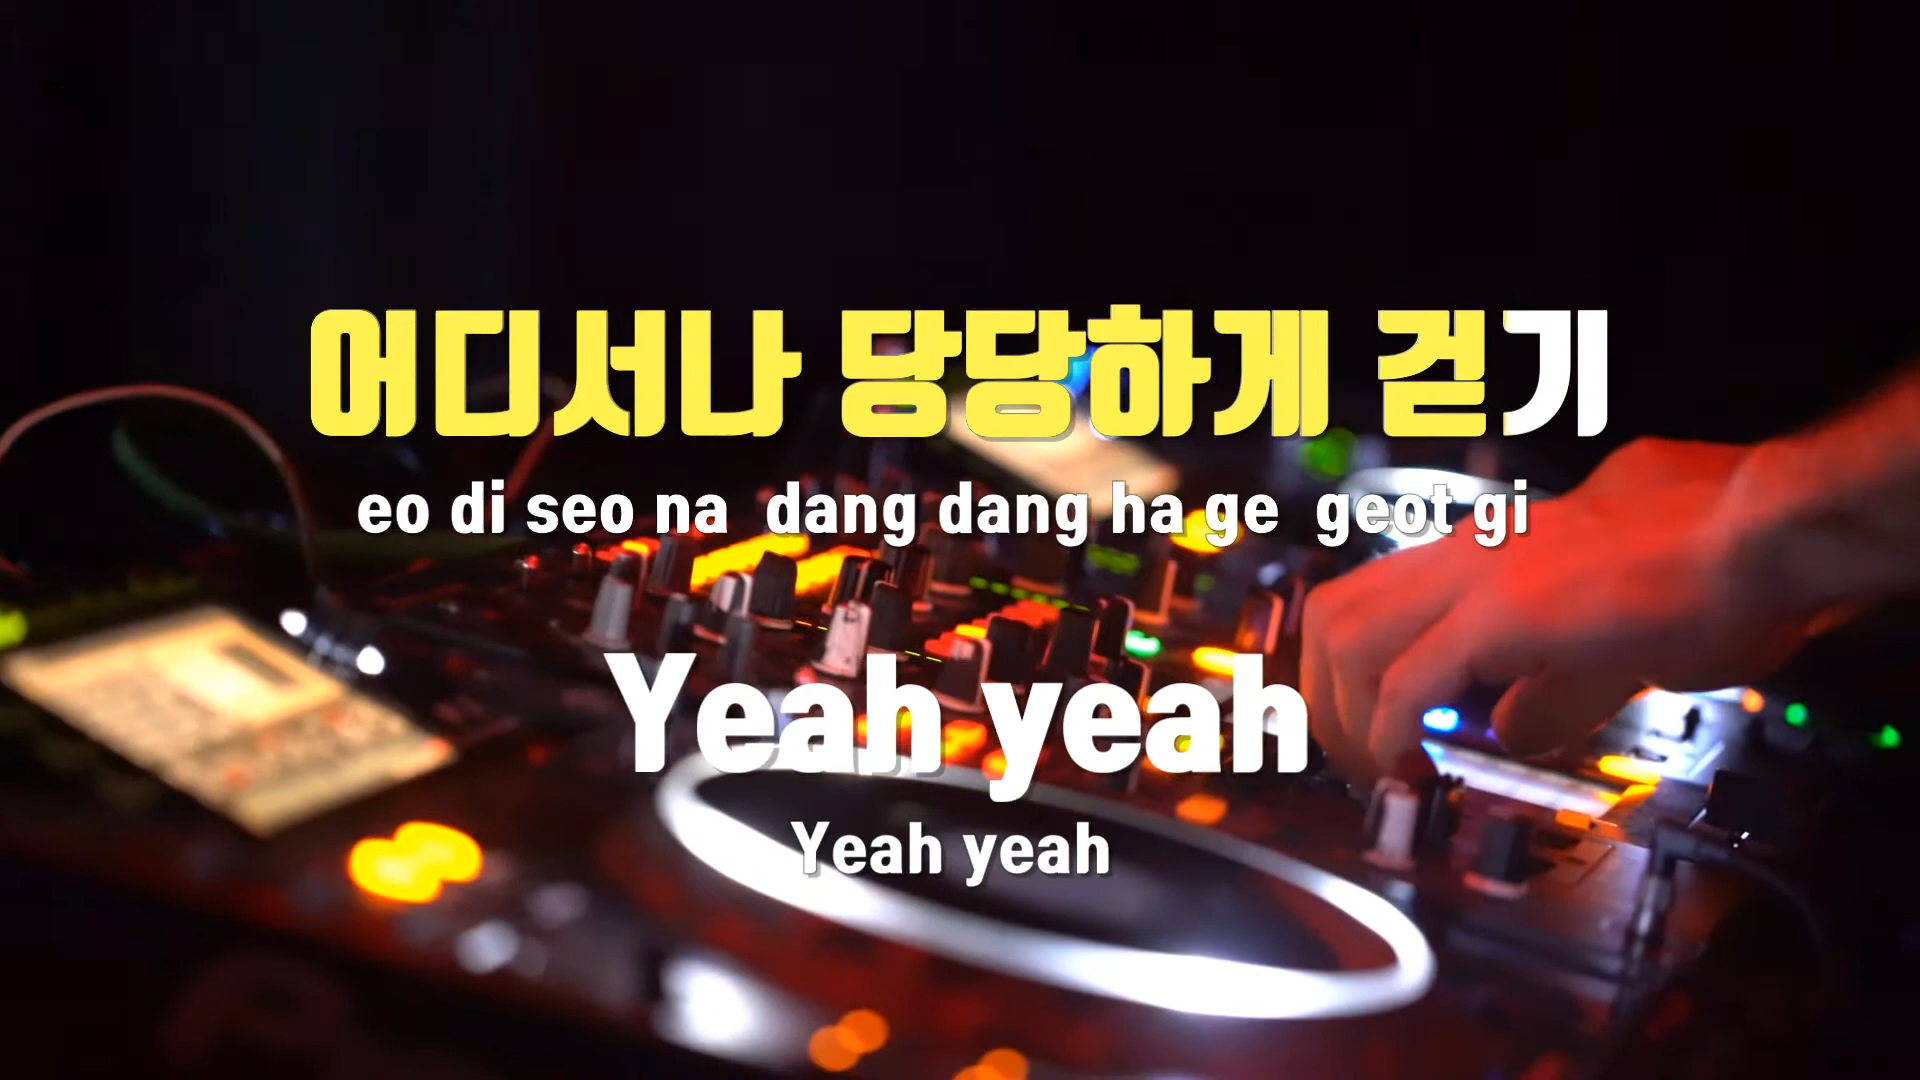 어디서나 당당하게 걷기
eo di seo na dang dang ha ge geot gi
Yeah yeah
Yeah yeah